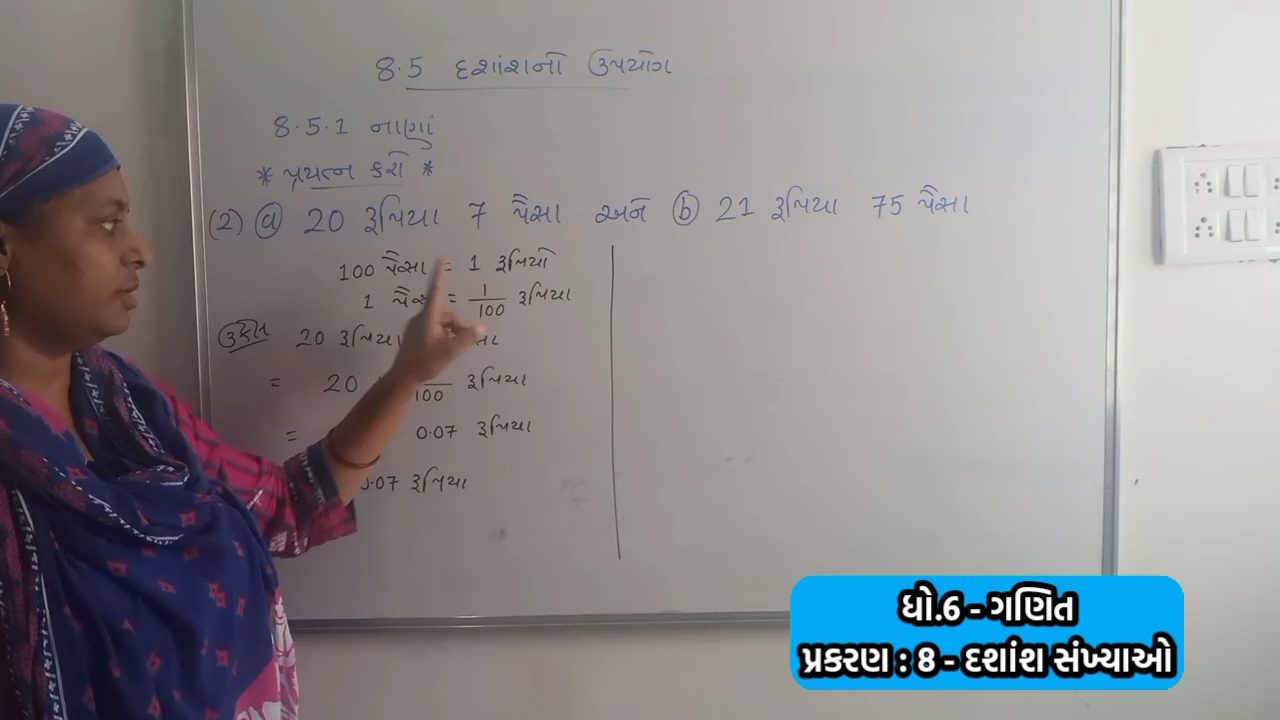 8.5 દશાંશનો ઉપયોગ
8.5.1 નાણાં
* પ્રયત્ન કરો *
(2) ⓐ 20 રૂપિયા 7 પૈસા અને ⓑ 21 રૂપિયા 75 પૈસા
100 પૈસા = 1 રૂપિયો
1 પૈસા = 1/100 રૂપિયા
ઉકેલ 20 રૂપિયા
= 20 100 રૂપિયા
= 0.07 રૂપિયા
0.07 રૂપિયા
ધો.6 - ગણિત
પ્રકરણ : 8 - દશાંશ સંખ્યાઓ